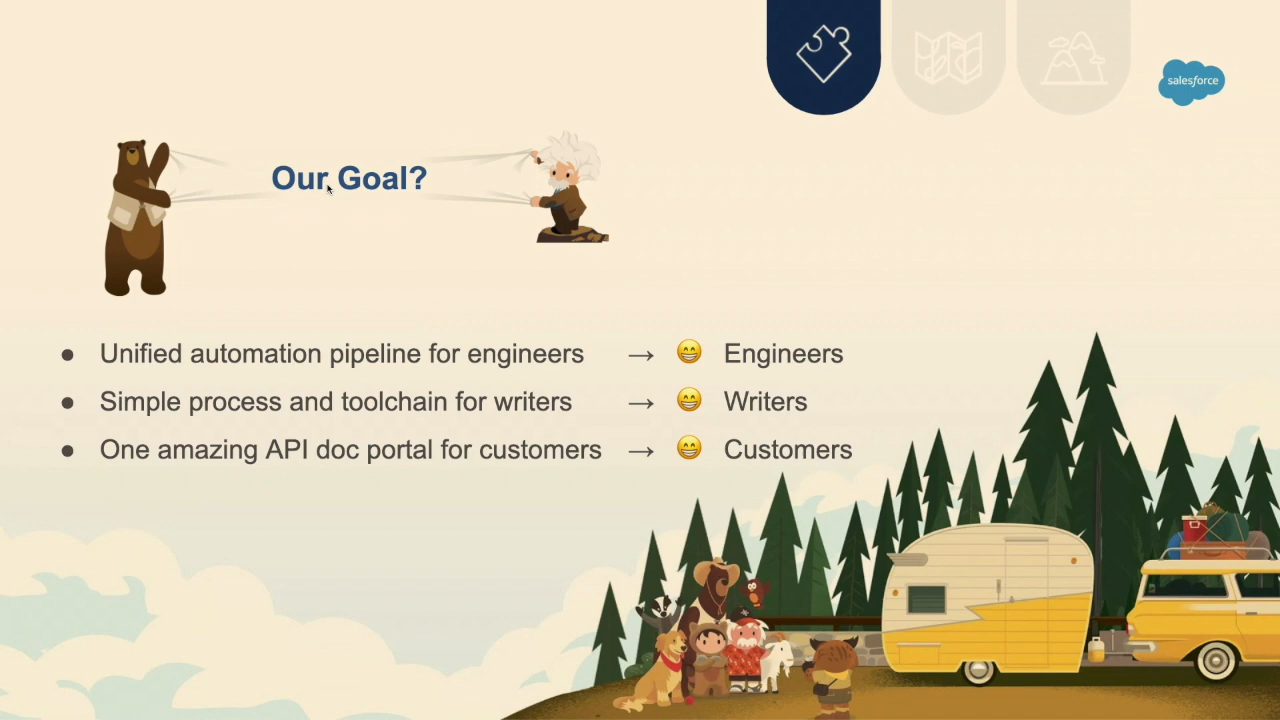 salesforce
Our Goal?
● Unified automation pipeline for engineers → 😁 Engineers
● Simple process and toolchain for writers → 😁 Writers
● One amazing API doc portal for customers → 😁 Customers